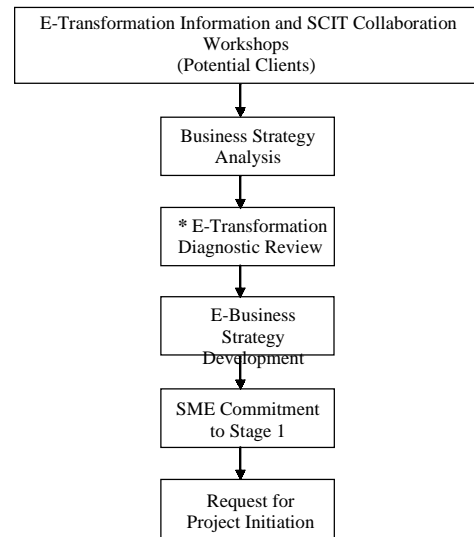 E-Transformation Information and SCIT Collaboration
Workshops
(Potential Clients)
Business Strategy
Analysis
* E-Transformation
Diagnostic Review
E-Business
Strategy
Development
SME Commitment
to Stage 1
Request for
Project Initiation